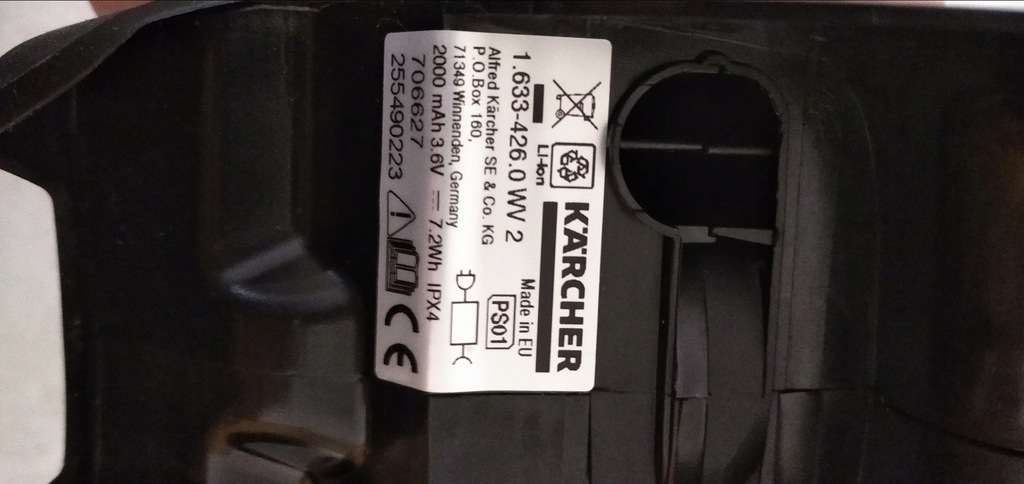 KÄRCHER
Li-Ion
Made in EU
1.633-426.0 WV 2
PS01
Alfred Kärcher SE & Co. KG
P.O.Box 160,
71349 Winnenden, Germany
2000 mAh 3.6V ⎓ 7.2Wh IPX4
706627
255490223
CE